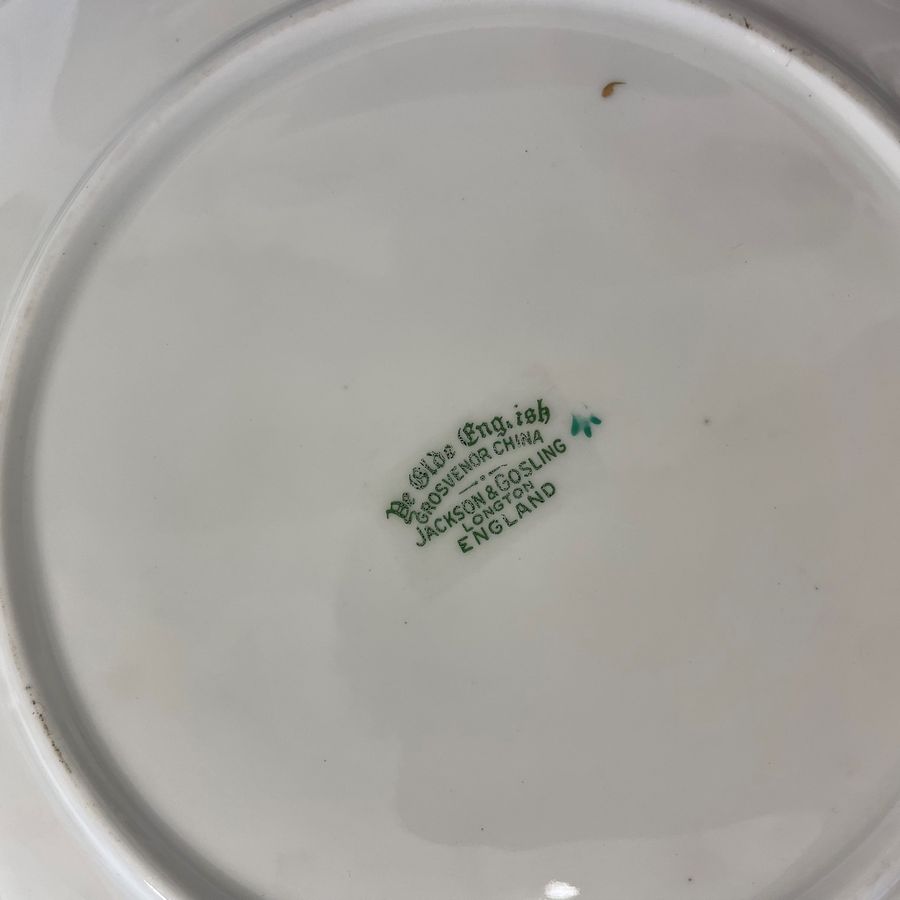 Ye Olde English
GROSVENOR CHINA
JACKSON & GOSLING
LONGTON
ENGLAND